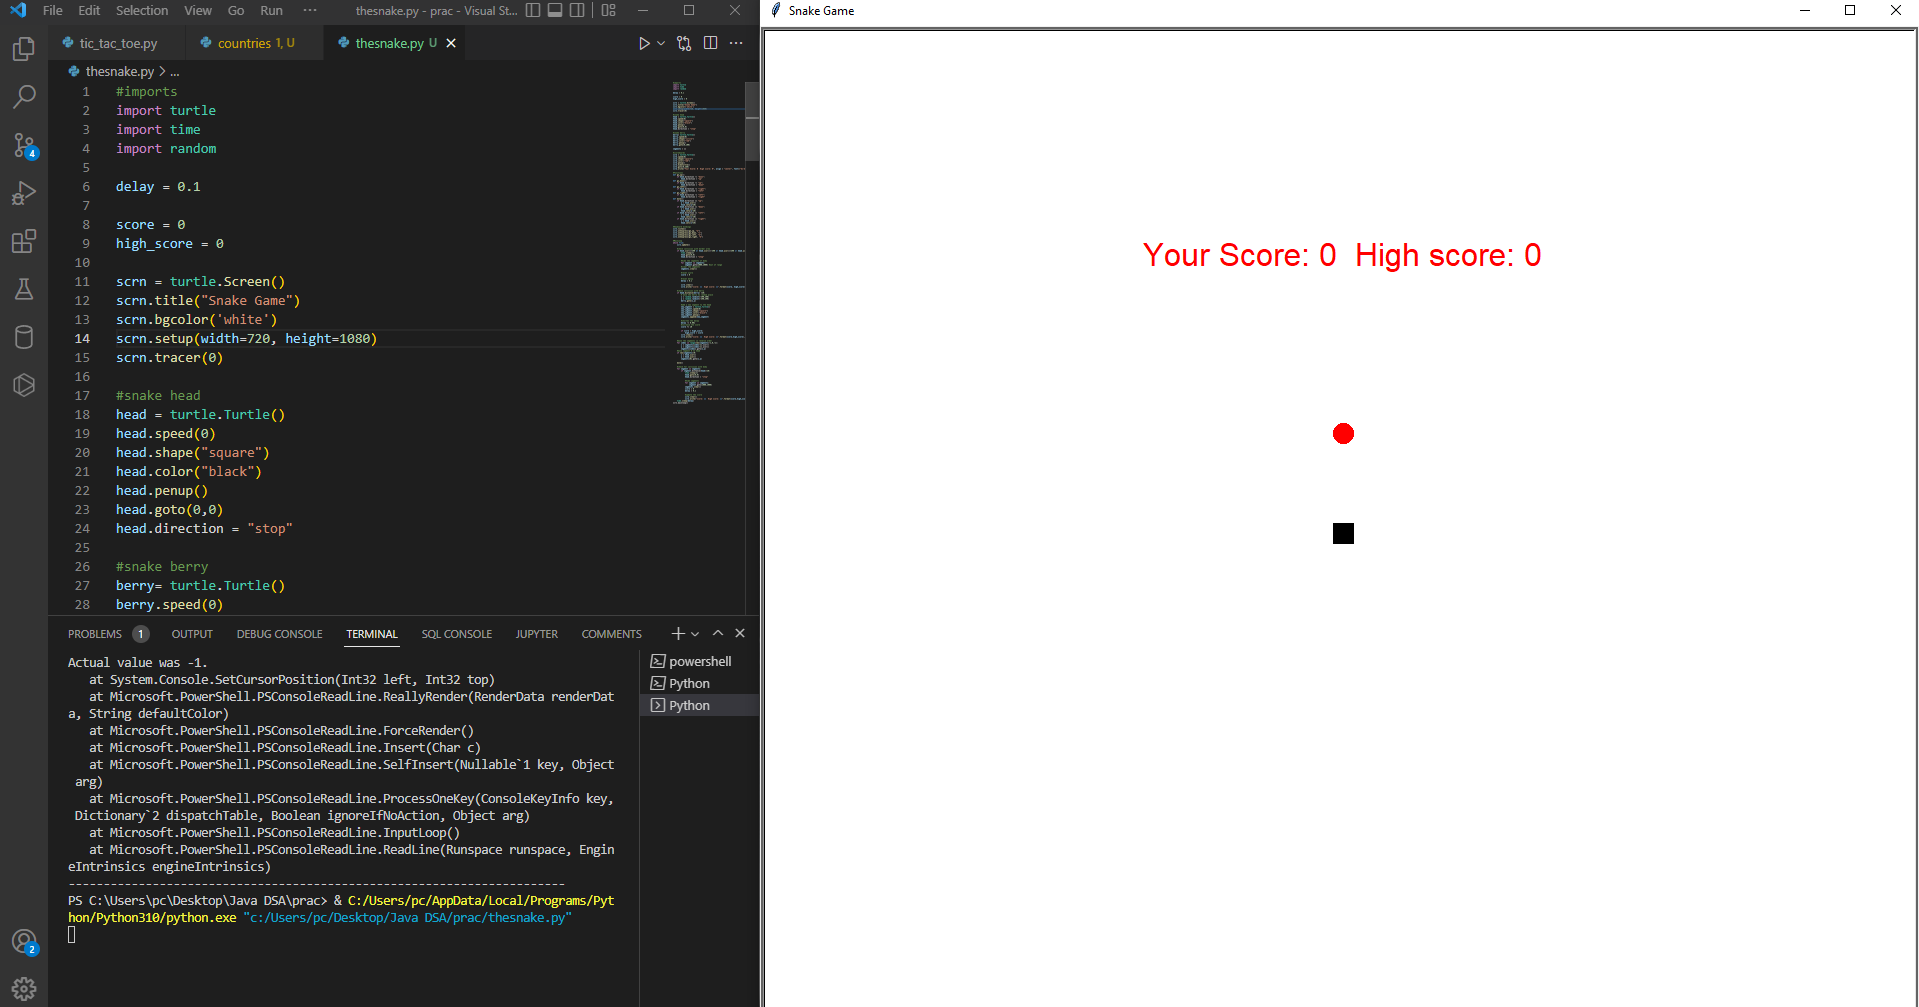 File Edit Selection View Go Run ··· thesnake.py - prac - Visual St...
tic_tac_toe.py countries 1, U thesnake.py U
thesnake.py > ...
1 #imports
2 import turtle
3 import time
4 import random
5
6 delay = 0.1
7
8 score = 0
9 high_score = 0
10
11 scrn = turtle.Screen()
12 scrn.title("Snake Game")
13 scrn.bgcolor('white')
14 scrn.setup(width=720, height=1080)
15 scrn.tracer(0)
16
17 #snake head
18 head = turtle.Turtle()
19 head.speed(0)
20 head.shape("square")
21 head.color("black")
22 head.penup()
23 head.goto(0,0)
24 head.direction = "stop"
25
26 #snake berry
27 berry= turtle.Turtle()
28 berry.speed(0)
4
2
PROBLEMS 1 OUTPUT DEBUG CONSOLE TERMINAL SQL CONSOLE JUPYTER COMMENTS
Actual value was -1.
at System.Console.SetCursorPosition(Int32 left, Int32 top)
at Microsoft.PowerShell.PSConsoleReadLine.ReallyRender(RenderData renderDat
a, String defaultColor)
at Microsoft.PowerShell.PSConsoleReadLine.ForceRender()
at Microsoft.PowerShell.PSConsoleReadLine.Insert(Char c)
at Microsoft.PowerShell.PSConsoleReadLine.SelfInsert(Nullable`1 key, Object
arg)
at Microsoft.PowerShell.PSConsoleReadLine.ProcessOneKey(ConsoleKeyInfo key,
Dictionary`2 dispatchTable, Boolean ignoreIfNoAction, Object arg)
at Microsoft.PowerShell.PSConsoleReadLine.InputLoop()
at Microsoft.PowerShell.PSConsoleReadLine.ReadLine(Runspace runspace, Engin
eIntrinsics engineIntrinsics)
-----------------------------------------------------------------------
PS C:\Users\pc\Desktop\Java DSA\prac> & C:/Users/pc/AppData/Local/Programs/Pyt
hon/Python310/python.exe "c:/Users/pc/Desktop/Java DSA/prac/thesnake.py"
powershell
Python
Python
Snake Game
Your Score: 0 High score: 0